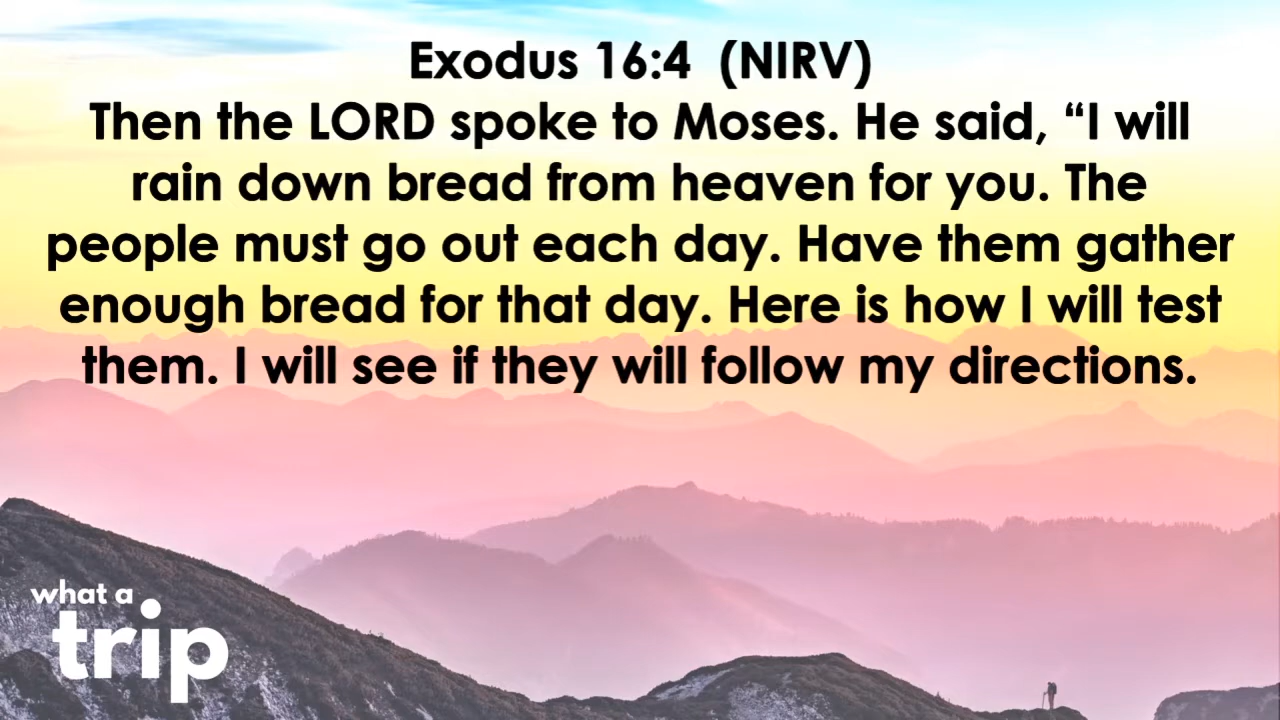 Exodus 16:4  (NIRV)
Then the LORD spoke to Moses. He said, “I will
rain down bread from heaven for you. The
people must go out each day. Have them gather
enough bread for that day. Here is how I will test
them. I will see if they will follow my directions.
what a
trip